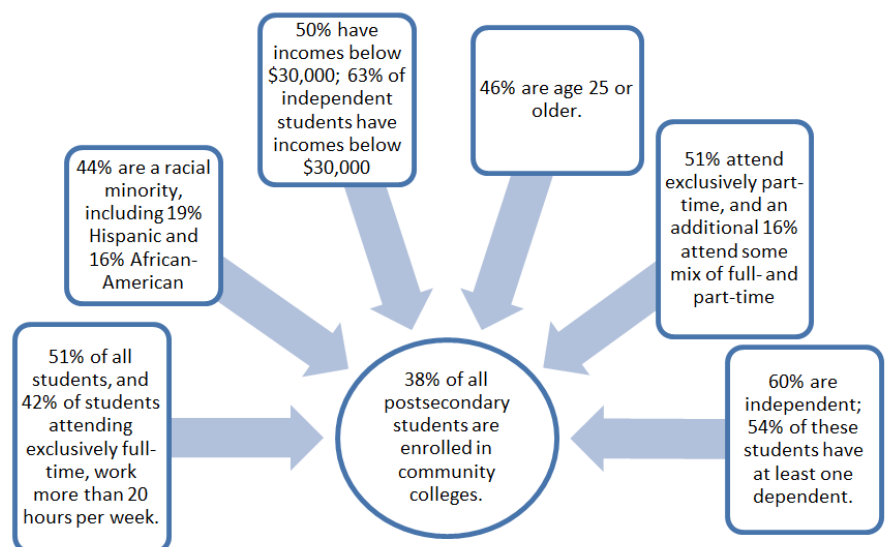 50% have
incomes below
$30,000; 63% of
independent
students have
incomes below
$30,000
46% are age 25 or
older.
44% are a racial
minority,
including 19%
Hispanic and
16% African-
American
51% attend
exclusively part-
time, and an
additional 16%
attend some
mix of full- and
part-time
51% of all
students, and
42% of students
attending
exclusively full-
time, work
more than 20
hours per week.
38% of all
postsecondary
students are
enrolled in
community
colleges.
60% are
independent;
54% of these
students have
at least one
dependent.